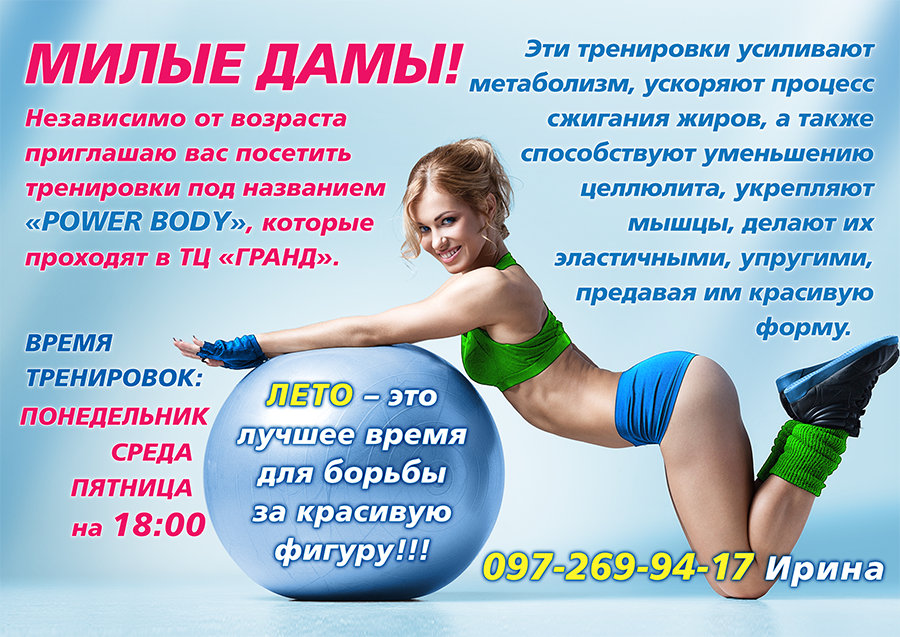 МИЛЫЕ ДАМЫ!
Независимо от возраста
приглашаю вас посетить
тренировки под названием
«POWER BODY», которые
проходят в ТЦ «ГРАНД».
Эти тренировки усиливают
метаболизм, ускоряют процесс
сжигания жиров, а также
способствуют уменьшению
целлюлита, укрепляют
мышцы, делают их
эластичными, упругими,
предавая им красивую
форму.
ВРЕМЯ
ТРЕНИРОВОК:
ПОНЕДЕЛЬНИК
СРЕДА
ПЯТНИЦА
на 18:00
ЛЕТО – это
лучшее время
для борьбы
за красивую
фигуру!!!
097-269-94-17 Ирина